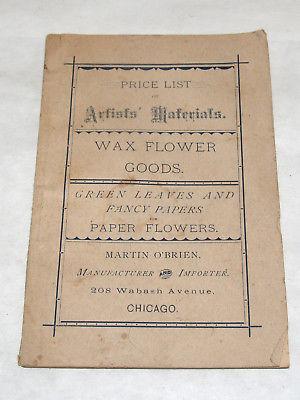 PRICE LIST
OF
Artists' Materials.
WAX FLOWER
GOODS.
GREEN LEAVES AND
FANCY PAPERS
FOR
PAPER FLOWERS.
MARTIN O'BRIEN,
MANUFACTURER AND IMPORTER.
208 Wabash Avenue,
CHICAGO.